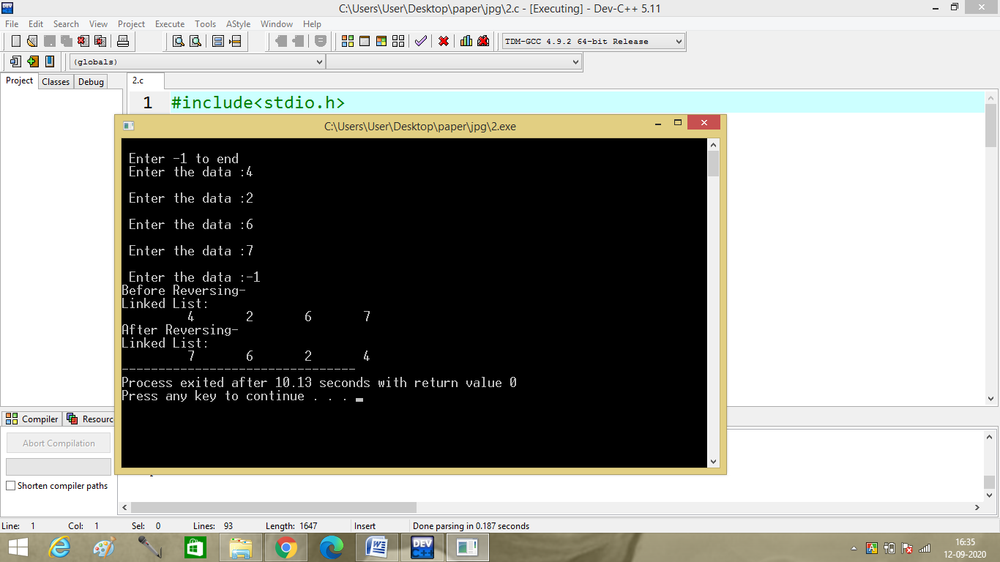 C:\Users\User\Desktop\paper\jpg\2.c - [Executing] - Dev-C++ 5.11
File Edit Search View Project Execute Tools AStyle Window Help
TDM-GCC 4.9.2 64-bit Release
(globals)
Project Classes Debug 2.c
1 #include<stdio.h>
C:\Users\User\Desktop\paper\jpg\2.exe
Enter -1 to end
Enter the data :4
Enter the data :2
Enter the data :6
Enter the data :7
Enter the data :-1
Before Reversing-
Linked List:
4 2 6 7
After Reversing-
Linked List:
7 6 2 4
--------------------------------
Process exited after 10.13 seconds with return value 0
Press any key to continue . . .
Compiler Resourc
Abort Compilation
Shorten compiler paths
Line: 1 Col: 1 Sel: 0 Lines: 93 Length: 1647 Insert Done parsing in 0.187 seconds
DEV C++
16:35
12-09-2020